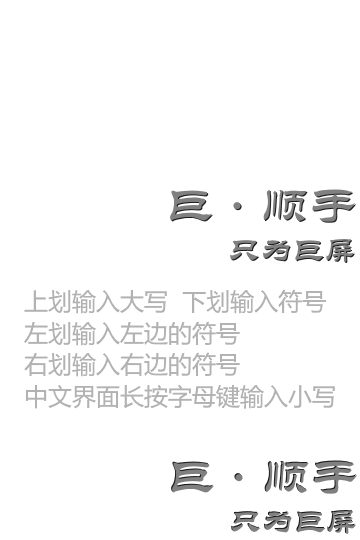 巨·顺手
只为巨屏
上划输入大写 下划输入符号
左划输入左边的符号
右划输入右边的符号
中文界面长按字母键输入小写
巨·顺手
只为巨屏